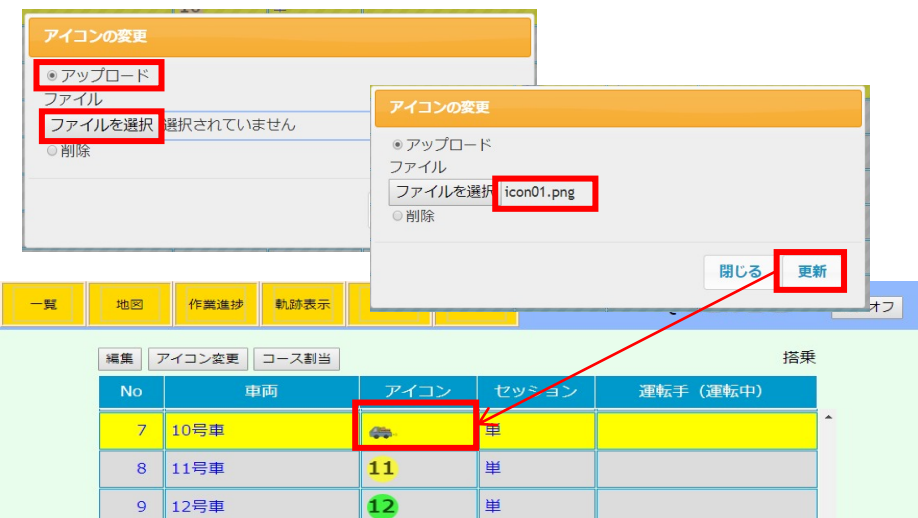 アイコンの変更
アップロード
ファイル
ファイルを選択 選択されていません
削除
アイコンの変更
アップロード
ファイル
ファイルを選択 icon01.png
削除
閉じる 更新
一覧 地図 作業進捗 軌跡表示
オフ
編集 アイコン変更 コース割当 搭乗
No 車両 アイコン セッション 運転手（運転中）
7 10号車 単
8 11号車 11 単
9 12号車 12 単